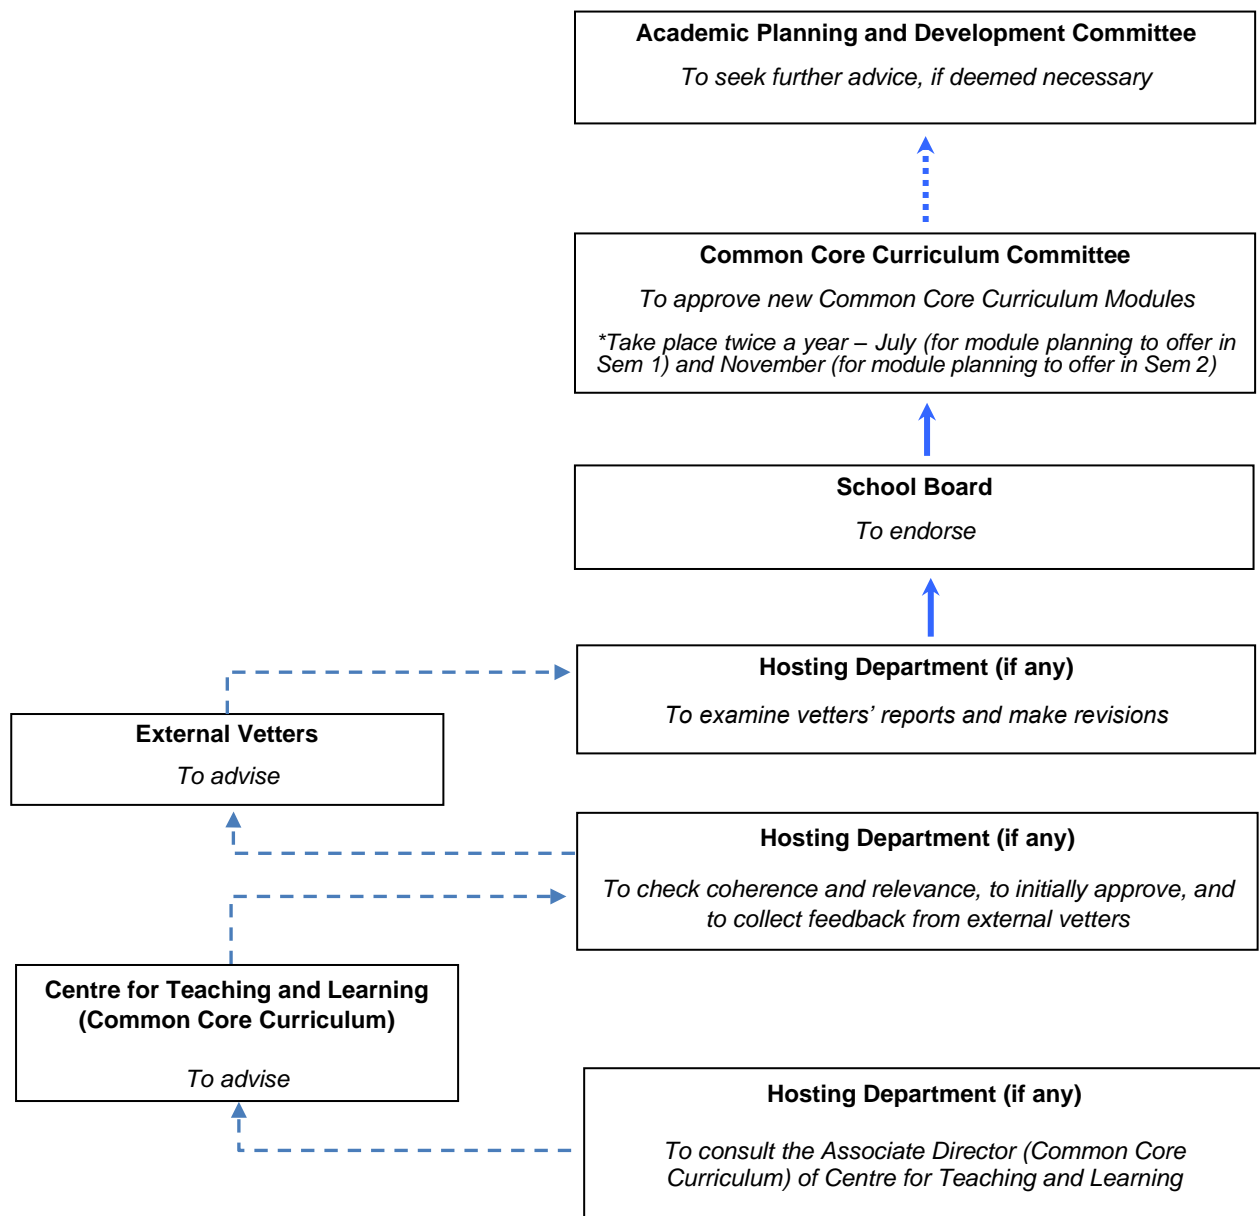 Academic Planning and Development Committee
To seek further advice, if deemed necessary
Common Core Curriculum Committee
To approve new Common Core Curriculum Modules
*Take place twice a year – July (for module planning to offer in
Sem 1) and November (for module planning to offer in Sem 2)
School Board
To endorse
Hosting Department (if any)
To examine vetters’ reports and make revisions
External Vetters
To advise
Hosting Department (if any)
To check coherence and relevance, to initially approve, and
to collect feedback from external vetters
Centre for Teaching and Learning
(Common Core Curriculum)
To advise
Hosting Department (if any)
To consult the Associate Director (Common Core
Curriculum) of Centre for Teaching and Learning